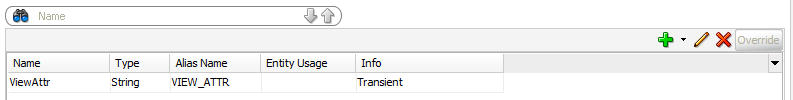 Name
Override
Name Type Alias Name Entity Usage Info
ViewAttr String VIEW_ATTR Transient